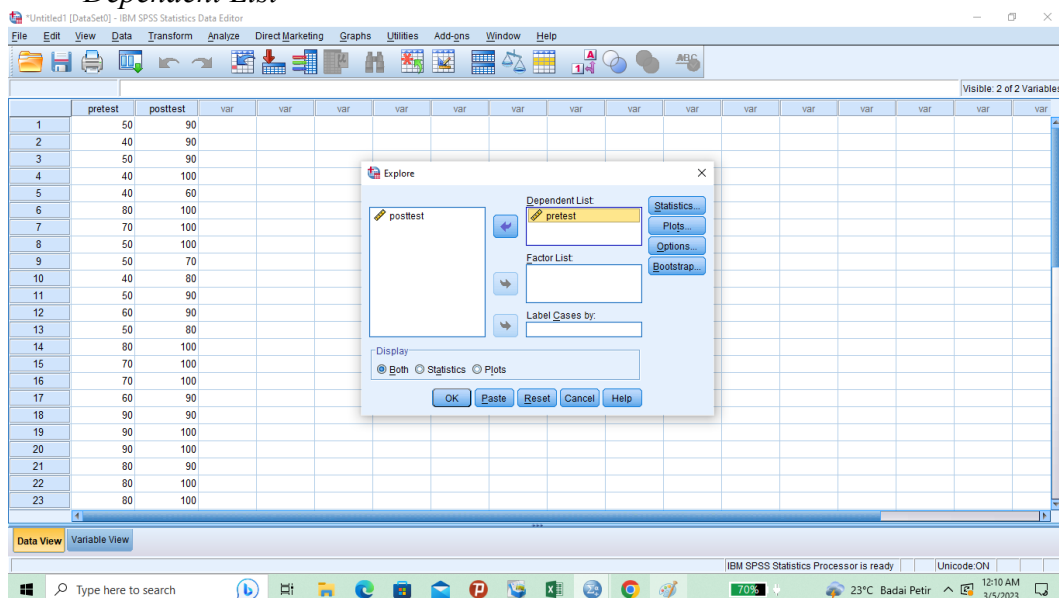 Dependent List
*Untitled1 [DataSet0] - IBM SPSS Statistics Data Editor
File Edit View Data Transform Analyze Direct Marketing Graphs Utilities Add-ons Window Help
Visible: 2 of 2 Variables
pretest posttest var var var var var var var var var var var var var var var
1 50 90
2 40 90
3 50 90
4 40 100
5 40 60
6 80 100
7 70 100
8 50 100
9 50 70
10 40 80
11 50 90
12 60 90
13 50 80
14 80 100
15 70 100
16 70 100
17 60 90
18 90 90
19 90 100
20 90 100
21 80 90
22 80 100
23 80 100
Explore
posttest
Dependent List:
pretest
Factor List:
Label Cases by:
Statistics...
Plots...
Options...
Bootstrap...
Display
Both Statistics Plots
OK Paste Reset Cancel Help
Data View Variable View
IBM SPSS Statistics Processor is ready Unicode:ON
Type here to search
70%
23°C Badai Petir
12:10 AM
3/5/2023